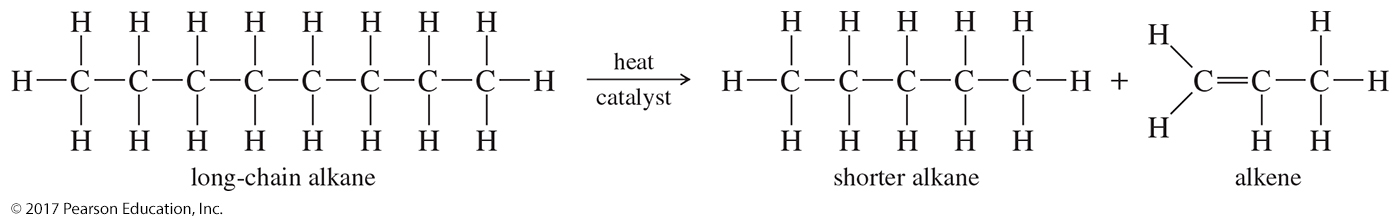 H H H H H H H H H H H H H H
H—C—C—C—C—C—C—C—C—H heat H—C—C—C—C—C—H + H C=C—C—H
catalyst
H H H H H H H H H H H H H H H H
long-chain alkane shorter alkane alkene
© 2017 Pearson Education, Inc.